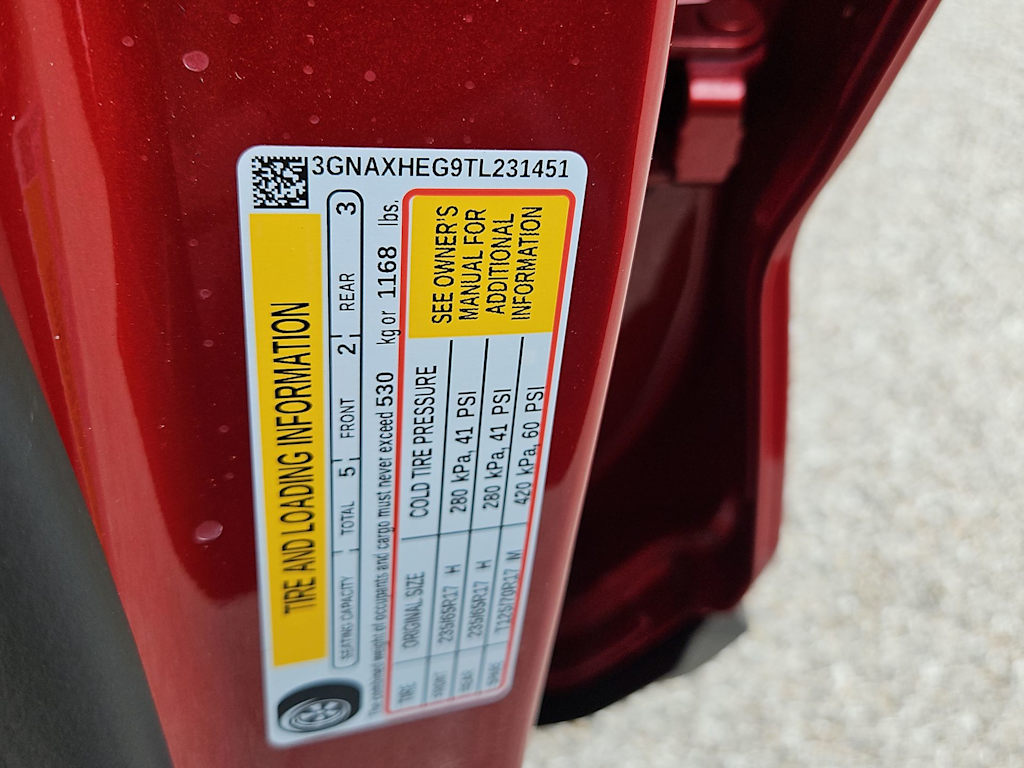 3GNAXHEG9TL231451
TIRE AND LOADING INFORMATION
SEATING CAPACITY TOTAL 5 FRONT 2 REAR 3
The combined weight of occupants and cargo must never exceed 530 kg or 1168 lbs.
TIRE ORIGINAL SIZE COLD TIRE PRESSURE
FRONT 235/65R17 H 280 kPa, 41 PSI
REAR 235/65R17 H 280 kPa, 41 PSI
SPARE T125/70R17 M 420 kPa, 60 PSI
SEE OWNER'S
MANUAL FOR
ADDITIONAL
INFORMATION